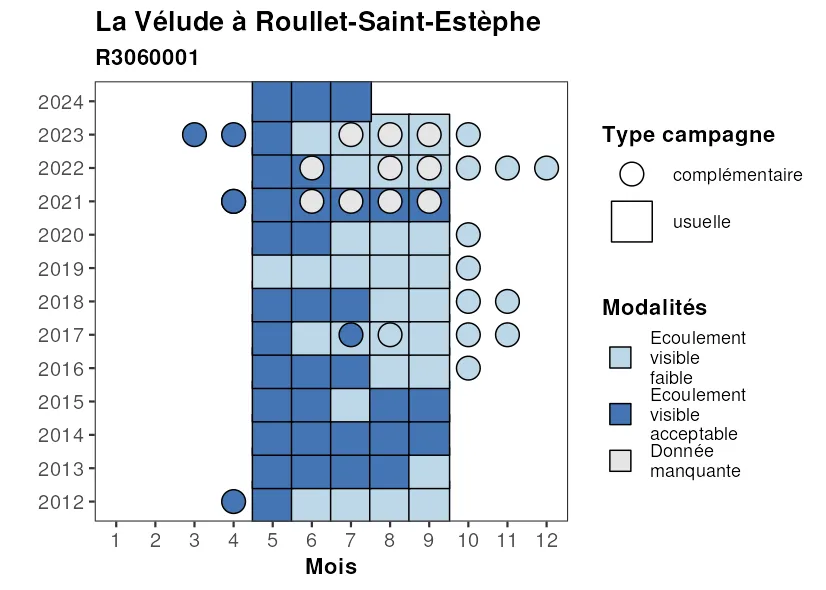 La Vélude à Roullet-Saint-Estèphe
R3060001
2024
2023
2022
2021
2020
2019
2018
2017
2016
2015
2014
2013
2012
1 2 3 4 5 6 7 8 9 10 11 12
Mois
Type campagne
complémentaire
usuelle
Modalités
Ecoulement
visible
faible
Ecoulement
visible
acceptable
Donnée
manquante